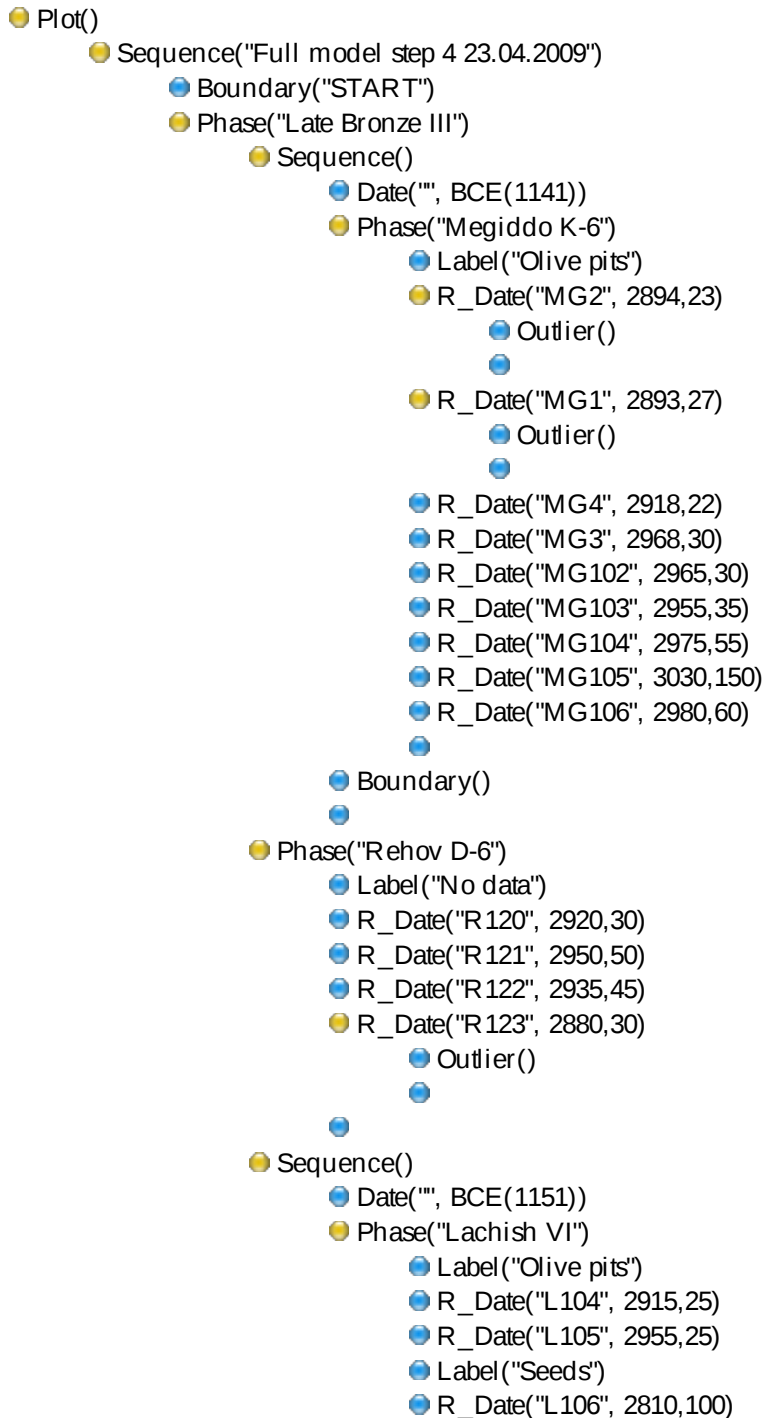 Plot()
Sequence("Full model step 4 23.04.2009")
Boundary("START")
Phase("Late Bronze III")
Sequence()
Date("", BCE(1141))
Phase("Megiddo K-6")
Label("Olive pits")
R_Date("MG2", 2894,23)
Outlier()
R_Date("MG1", 2893,27)
Outlier()
R_Date("MG4", 2918,22)
R_Date("MG3", 2968,30)
R_Date("MG102", 2965,30)
R_Date("MG103", 2955,35)
R_Date("MG104", 2975,55)
R_Date("MG105", 3030,150)
R_Date("MG106", 2980,60)
Boundary()
Phase("Rehov D-6")
Label("No data")
R_Date("R120", 2920,30)
R_Date("R121", 2950,50)
R_Date("R122", 2935,45)
R_Date("R123", 2880,30)
Outlier()
Sequence()
Date("", BCE(1151))
Phase("Lachish VI")
Label("Olive pits")
R_Date("L104", 2915,25)
R_Date("L105", 2955,25)
Label("Seeds")
R_Date("L106", 2810,100)